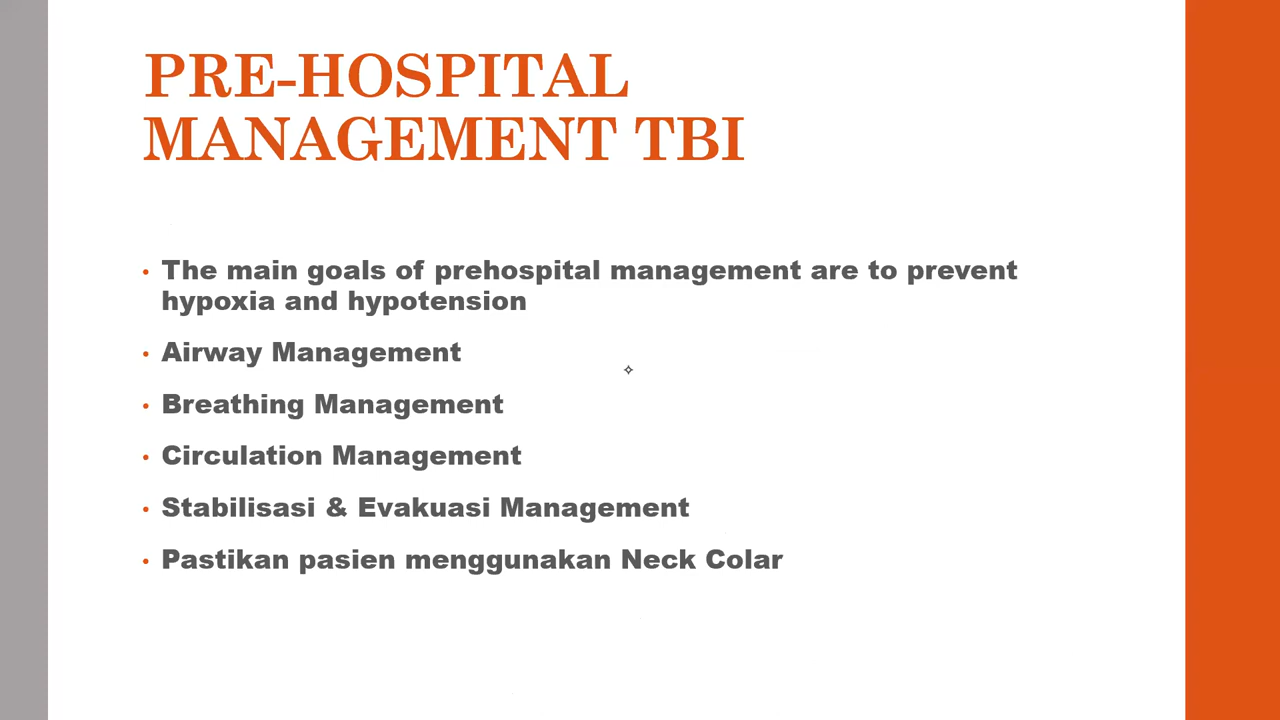 PRE-HOSPITAL
MANAGEMENT TBI
• The main goals of prehospital management are to prevent
hypoxia and hypotension
• Airway Management
• Breathing Management
• Circulation Management
• Stabilisasi & Evakuasi Management
• Pastikan pasien menggunakan Neck Colar